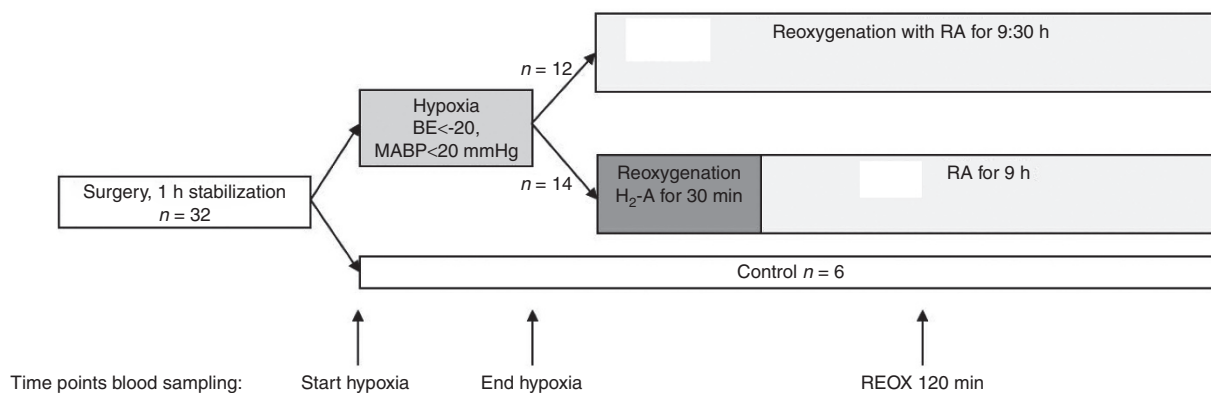 Reoxygenation with RA for 9:30 h
n = 12
Hypoxia
BE<-20,
MABP<20 mmHg
n = 14
Reoxygenation
H₂-A for 30 min
RA for 9 h
Surgery, 1 h stabilization
n = 32
Control n = 6
Time points blood sampling:
Start hypoxia
End hypoxia
REOX 120 min